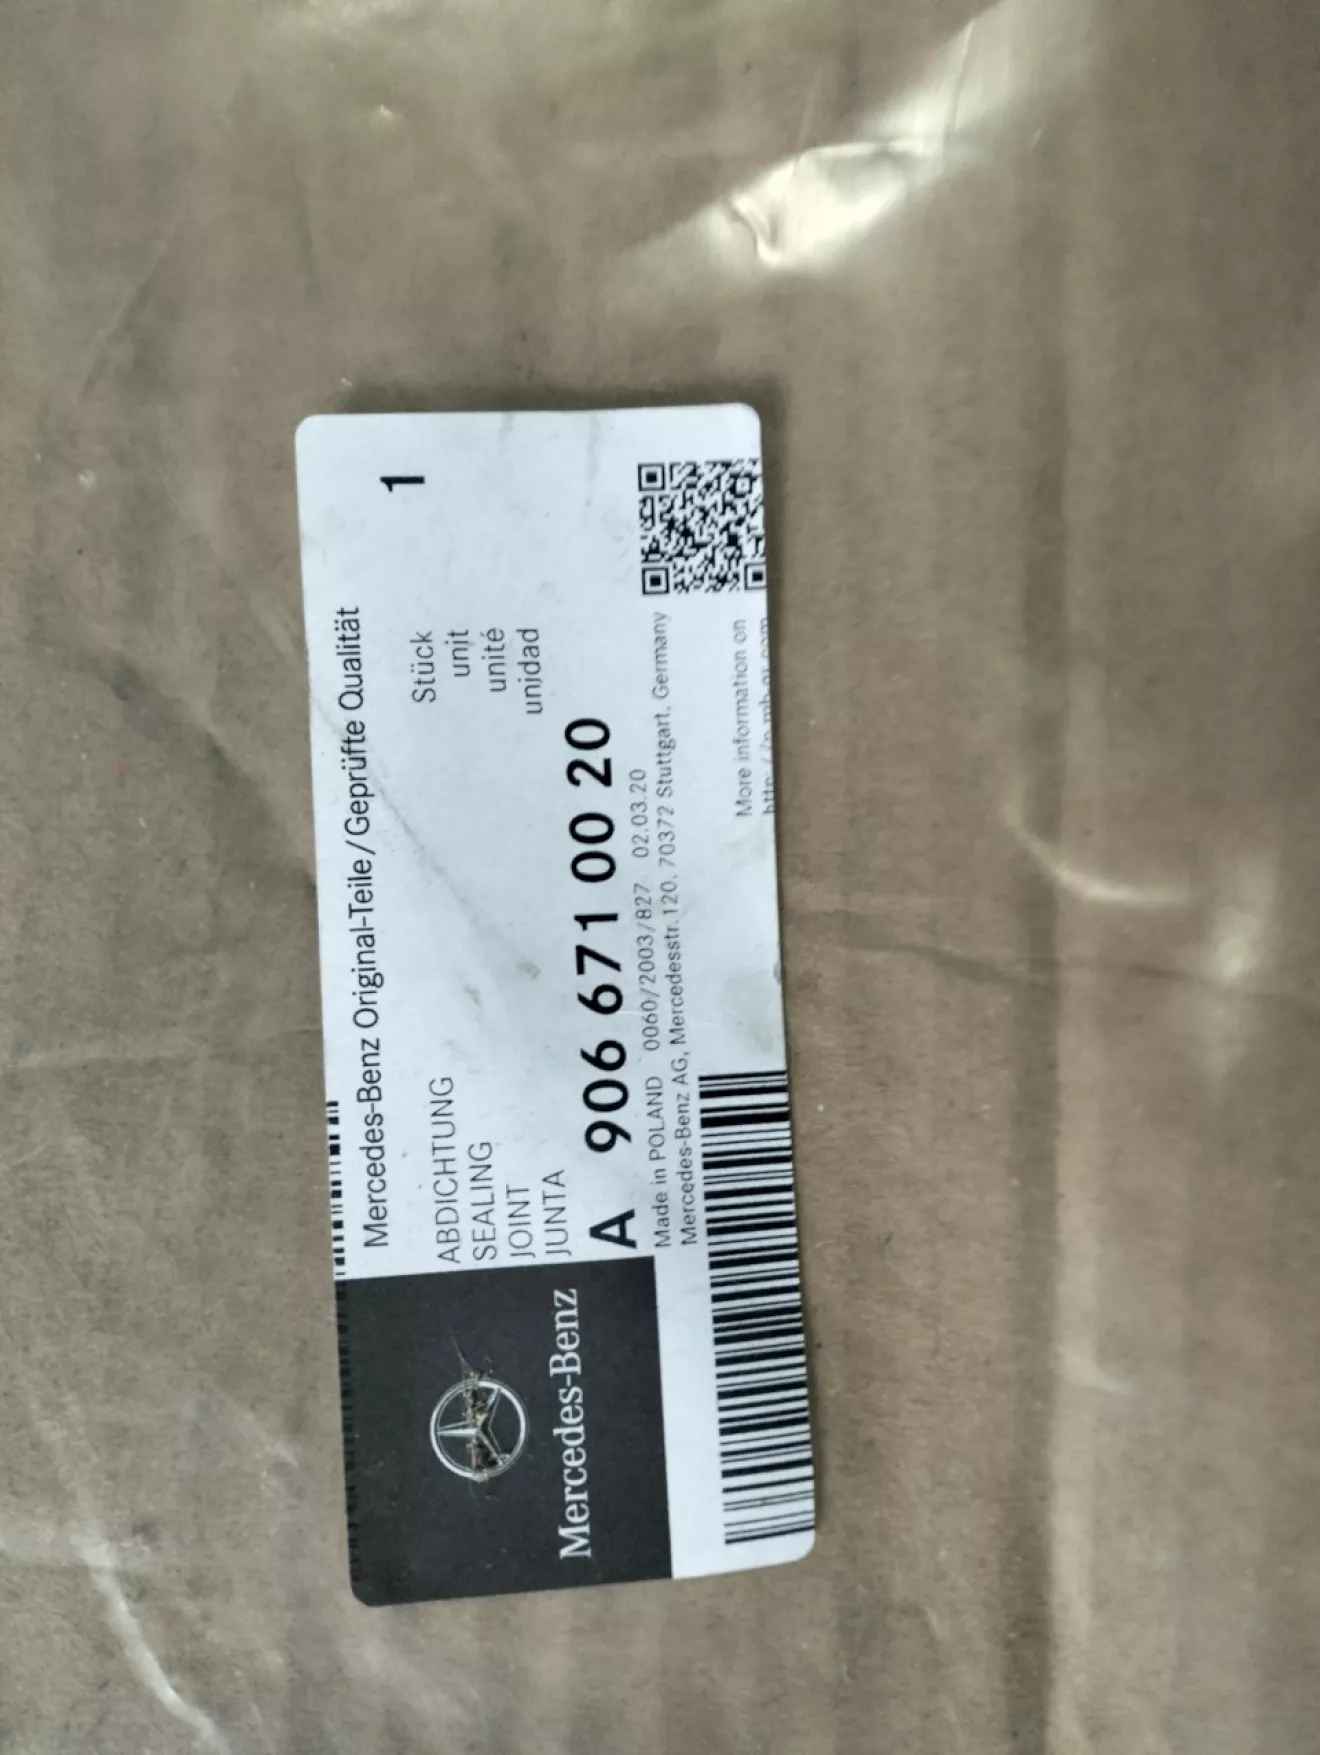 Mercedes-Benz Original-Teile/Geprüfte Qualität
1
ABDICHTUNG
Stück
SEALING
unit
JOINT
unité
JUNTA
unidad
A 906 671 00 20
Made in POLAND 0060/2003/827 02.03.20
Mercedes-Benz AG, Mercedesstr.120, 70372 Stuttgart, Germany
More information on
Mercedes-Benz